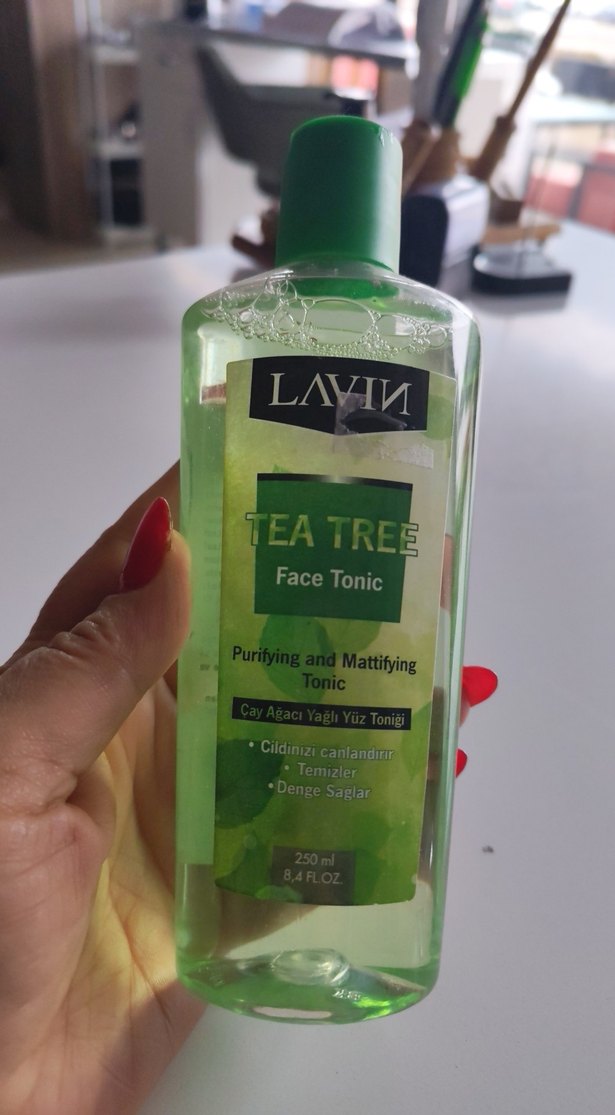 LAVIN
TEA TREE
Face Tonic
Purifying and Mattifying
Tonic
Çay Ağacı Yağlı Yüz Toniği
• Cildinizi canlandırır
• Temizler
• Denge Sağlar
250 ml
8,4 FL.OZ.